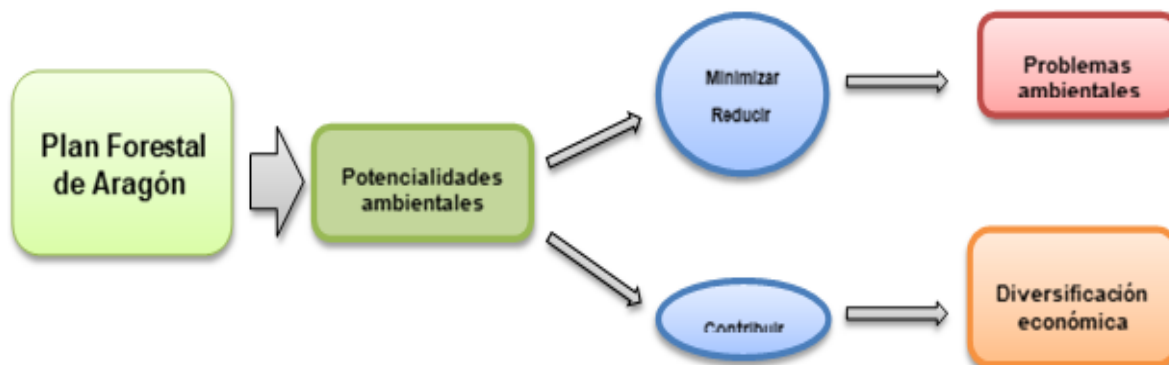 Plan Forestal
de Aragón
Potencialidades
ambientales
Minimizar
Reducir
Problemas
ambientales
Contribuir
Diversificación
económica